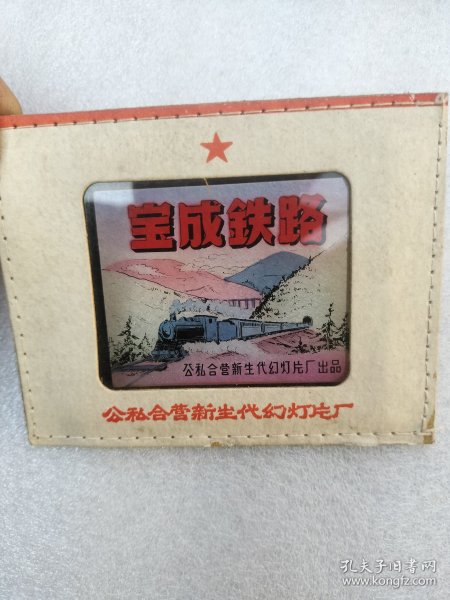 宝成鉄路
公私合营新生代幻灯片厂出品
公私合营新生代幻灯片厂
孔夫子旧书网
www.kongfz.com